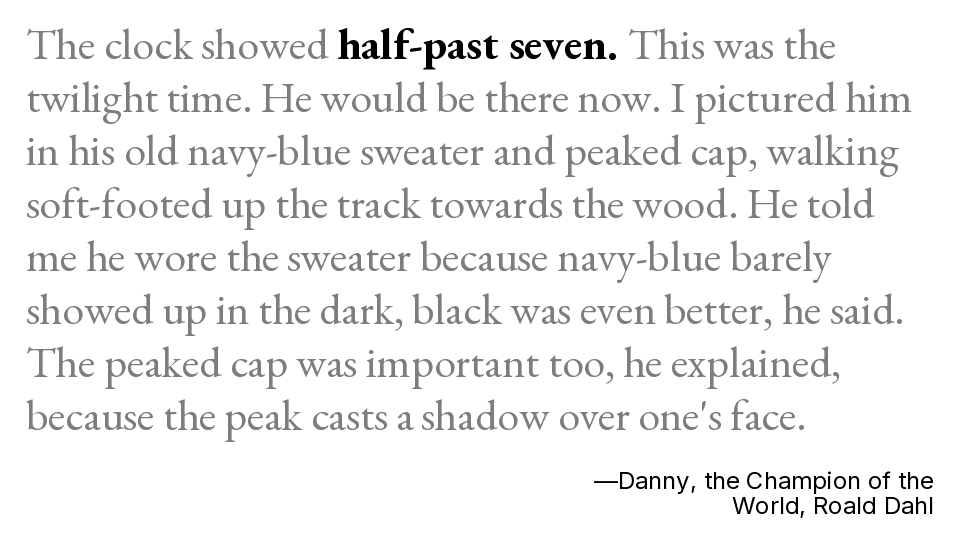 The clock showed half-past seven. This was the
twilight time. He would be there now. I pictured him
in his old navy-blue sweater and peaked cap, walking
soft-footed up the track towards the wood. He told
me he wore the sweater because navy-blue barely
showed up in the dark, black was even better, he said.
The peaked cap was important too, he explained,
because the peak casts a shadow over one's face.
—Danny, the Champion of the
World, Roald Dahl